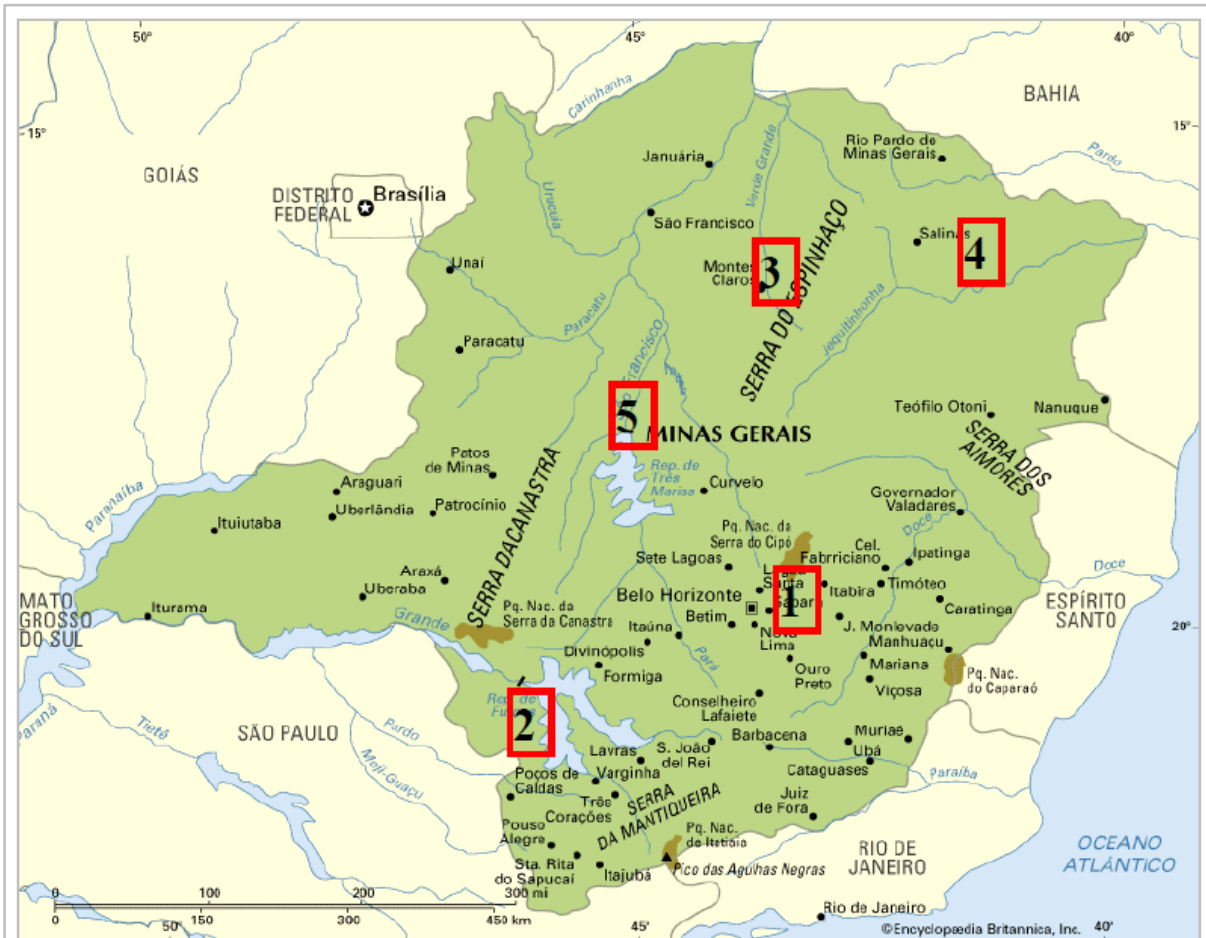 50°
45°
40°
15°
15°
BAHIA
Carinhanha
GOIÁS
DISTRITO
FEDERAL
Brasília
Januária
Verde Grande
Rio Pardo de
Minas Gerais
Pardo
Urucuia
São Francisco
SERRA DO ESPINHAÇO
Salinas
4
Unaí
Montes
Claros
3
Paracatu
Paracatu
Jequitinhonha
São Francisco
5
MINAS GERAIS
Teófilo Otoni
Nanuque
SERRA DOS
AIMORES
Patos
de Minas
SERRA DACANASTRA
Rep. de
Três
Marias
Paranaíba
Araguari
Curvelo
Governador
Valadares
Ituiutaba
Uberlândia
Patrocínio
Pq. Nac. da
Serra do Cipó
Doce
Cel.
Fabrriciano
Ipatinga
Sete Lagoas
Doce
Araxá
Santa
Itabira
Timóteo
Uberaba
Belo Horizonte
Sabará
1
Caratinga
ESPÍRITO
SANTO
MATO
GROSSO
DO SUL
Iturama
Grande
Pq. Nac. da
Serra da Canastra
Itaúna
Betim
Nova
Lima
J. Monlevade
Manhuaçu
20°
Divinópolis
Pará
Formiga
Ouro
Preto
Mariana
Pq. Nac.
do Caparaó
Viçosa
Rep. de
2
Conselheiro
Lafaiete
Paraná
Tietê
SÃO PAULO
Pardo
Barbacena
Muriaé
Lavras
S. João
del Rei
Ubá
Moji-Guaçu
Poços de
Caldas
Varginha
Cataguases
Paraíba
Três
Corações
SERRA
DA MANTIQUEIRA
Juiz
de Fora
Pouso
Alegre
Pq. Nac.
de Itatiaia
RIO DE
JANEIRO
OCEANO
ATLÂNTICO
Sta. Rita
do Sapucaí
Itajubá
Pico das Agulhas Negras
0 100 200 300 mi
0 150 300 450 km
Rio de Janeiro
50
45°
40°
©Encyclopædia Britannica, Inc.